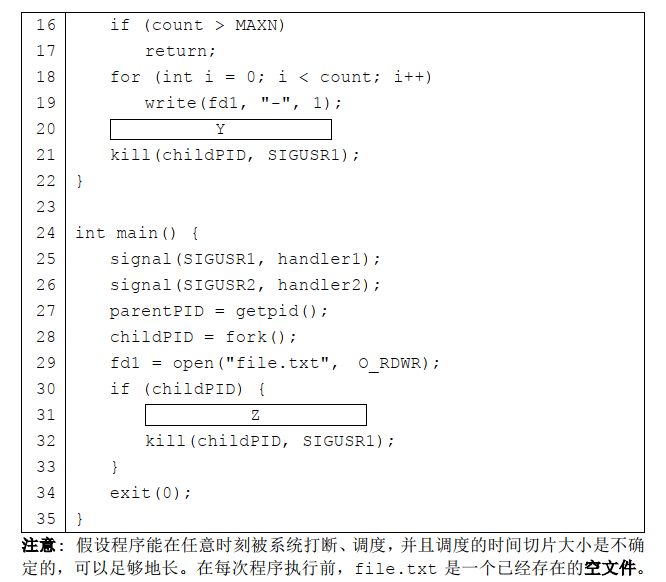 16 if (count > MAXN)
17 return;
18 for (int i = 0; i < count; i++)
19 write(fd1, "-", 1);
20 Y
21 kill(childPID, SIGUSR1);
22 }
23
24 int main() {
25 signal(SIGUSR1, handler1);
26 signal(SIGUSR2, handler2);
27 parentPID = getpid();
28 childPID = fork();
29 fd1 = open("file.txt", O_RDWR);
30 if (childPID) {
31 Z
32 kill(childPID, SIGUSR1);
33 }
34 exit(0);
35 }
注意: 假设程序能在任意时刻被系统打断、调度,并且调度的时间切片大小是不确
定的,可以足够地长。在每次程序执行前,file.txt 是一个已经存在的空文件。